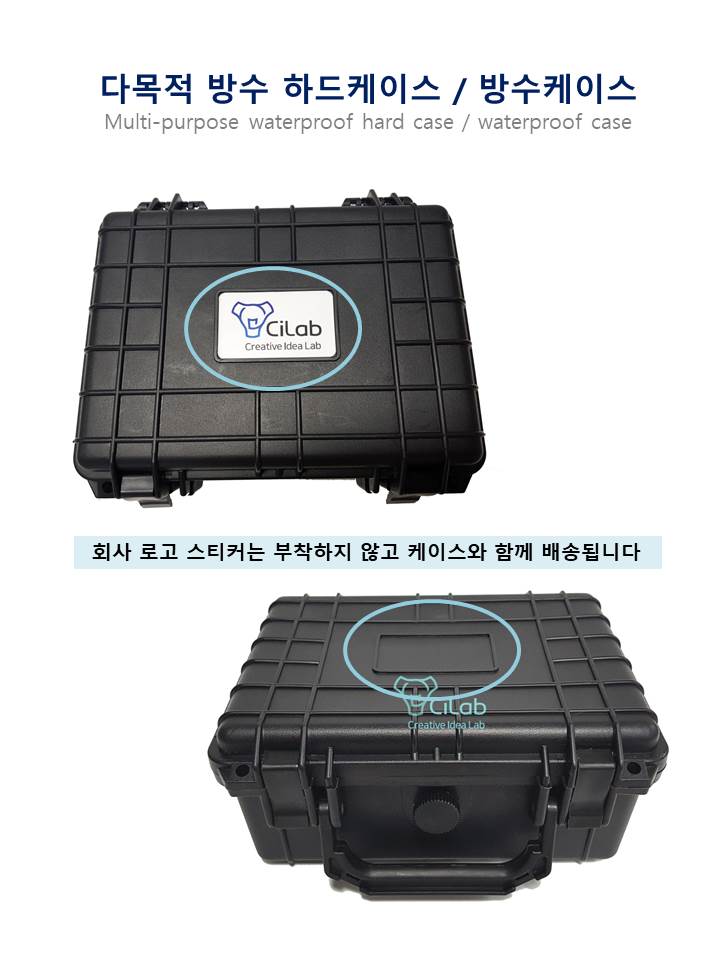 다목적 방수 하드케이스 / 방수케이스
Multi-purpose waterproof hard case / waterproof case
CiLab
Creative Idea Lab
회사 로고 스티커는 부착하지 않고 케이스와 함께 배송됩니다
CiLab
Creative Idea Lab